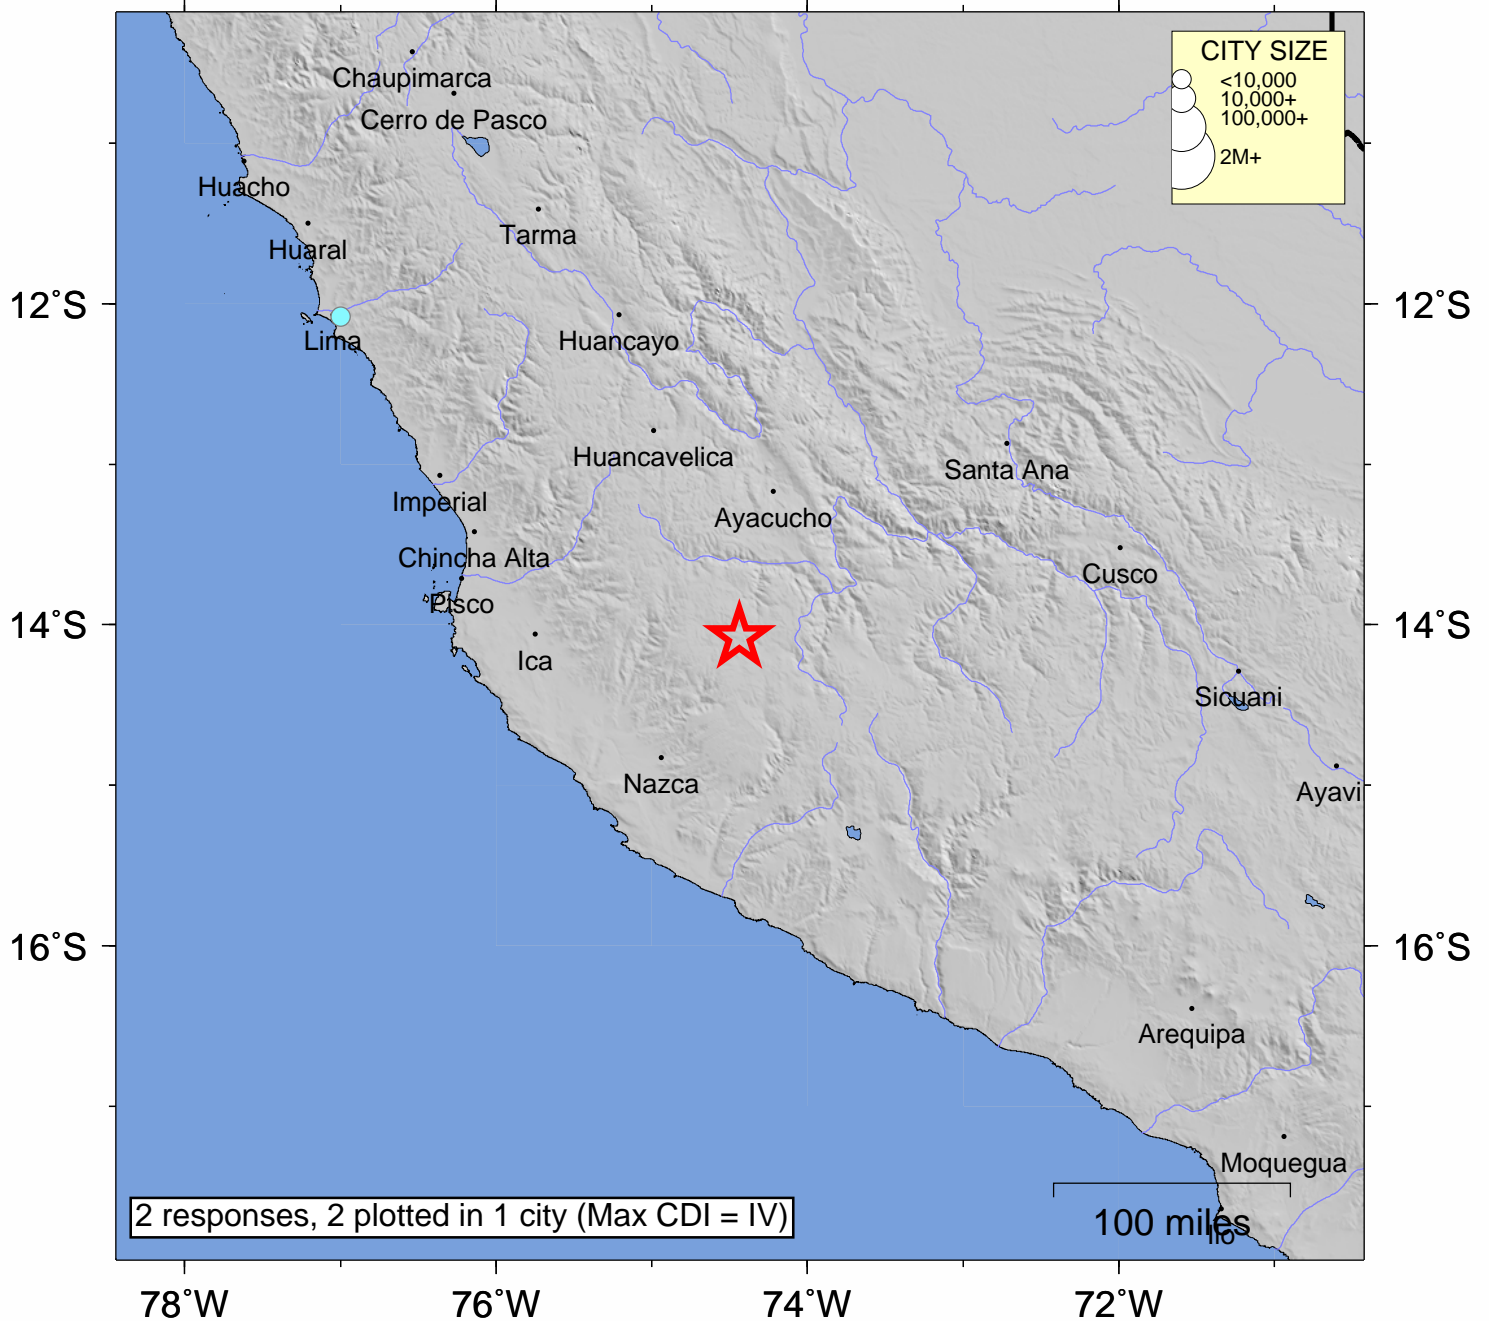 CITY SIZE
<10,000
10,000+
100,000+
2M+
Chaupimarca
Cerro de Pasco
Huacho
Huaral
Tarma
12°S
12°S
Lima
Huancayo
Huancavelica
Santa Ana
Imperial
Ayacucho
Chincha Alta
Cusco
Pisco
14°S
14°S
Ica
Sicuani
Nazca
Ayavi
16°S
16°S
Arequipa
Moquegua
2 responses, 2 plotted in 1 city (Max CDI = IV)
100 miles
Ilo
78°W
76°W
74°W
72°W